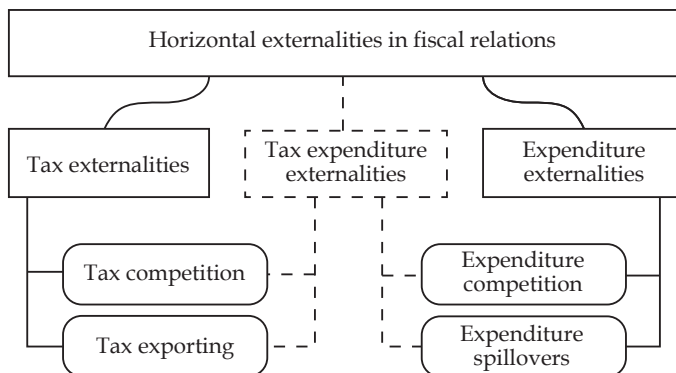 Horizontal externalities in fiscal relations
Tax externalities
Tax expenditure
externalities
Expenditure
externalities
Tax competition
Expenditure
competition
Tax exporting
Expenditure
spillovers